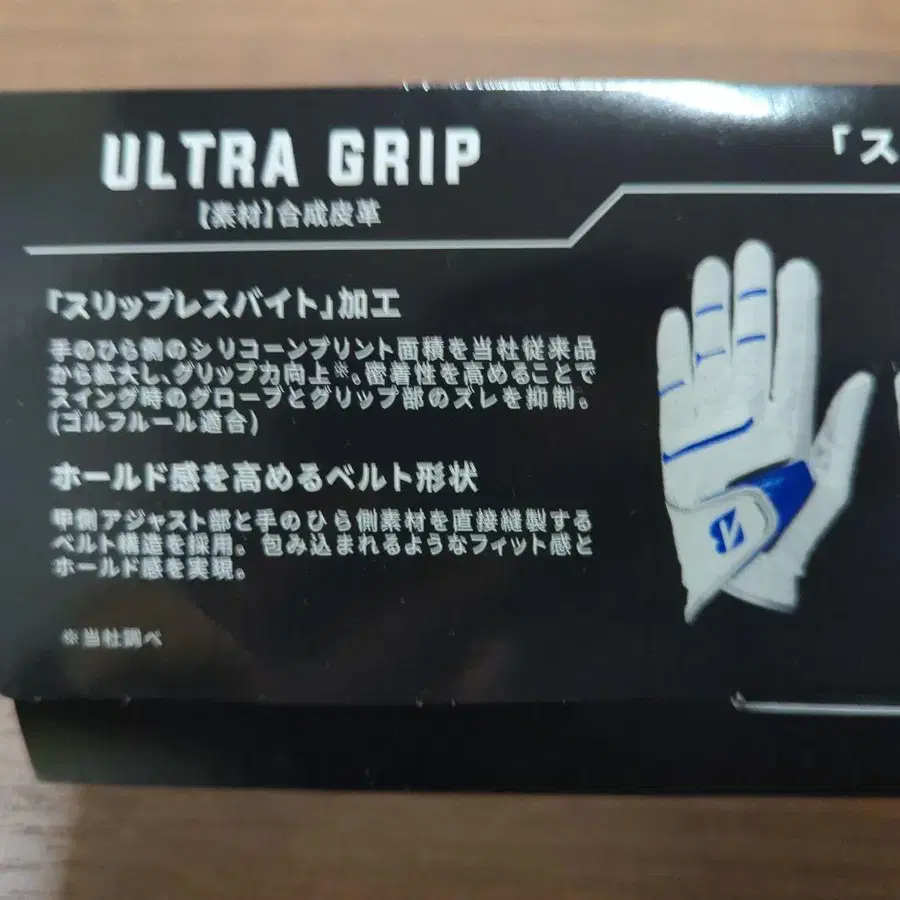 ULTRA GRIP
【素材】合成皮革
「スリップレスバイト」加工
手のひら側のシリコーンプリント面積を当社従来品
から拡大し、グリップ力向上※。密着性を高めることで
スイング時のグローブとグリップ部のズレを抑制。
(ゴルフルール適合)
ホールド感を高めるベルト形状
甲側アジャスト部と手のひら側素材を直接縫製する
ベルト構造を採用。包み込まれるようなフィット感と
ホールド感を実現。
※当社調べ
「ス
B